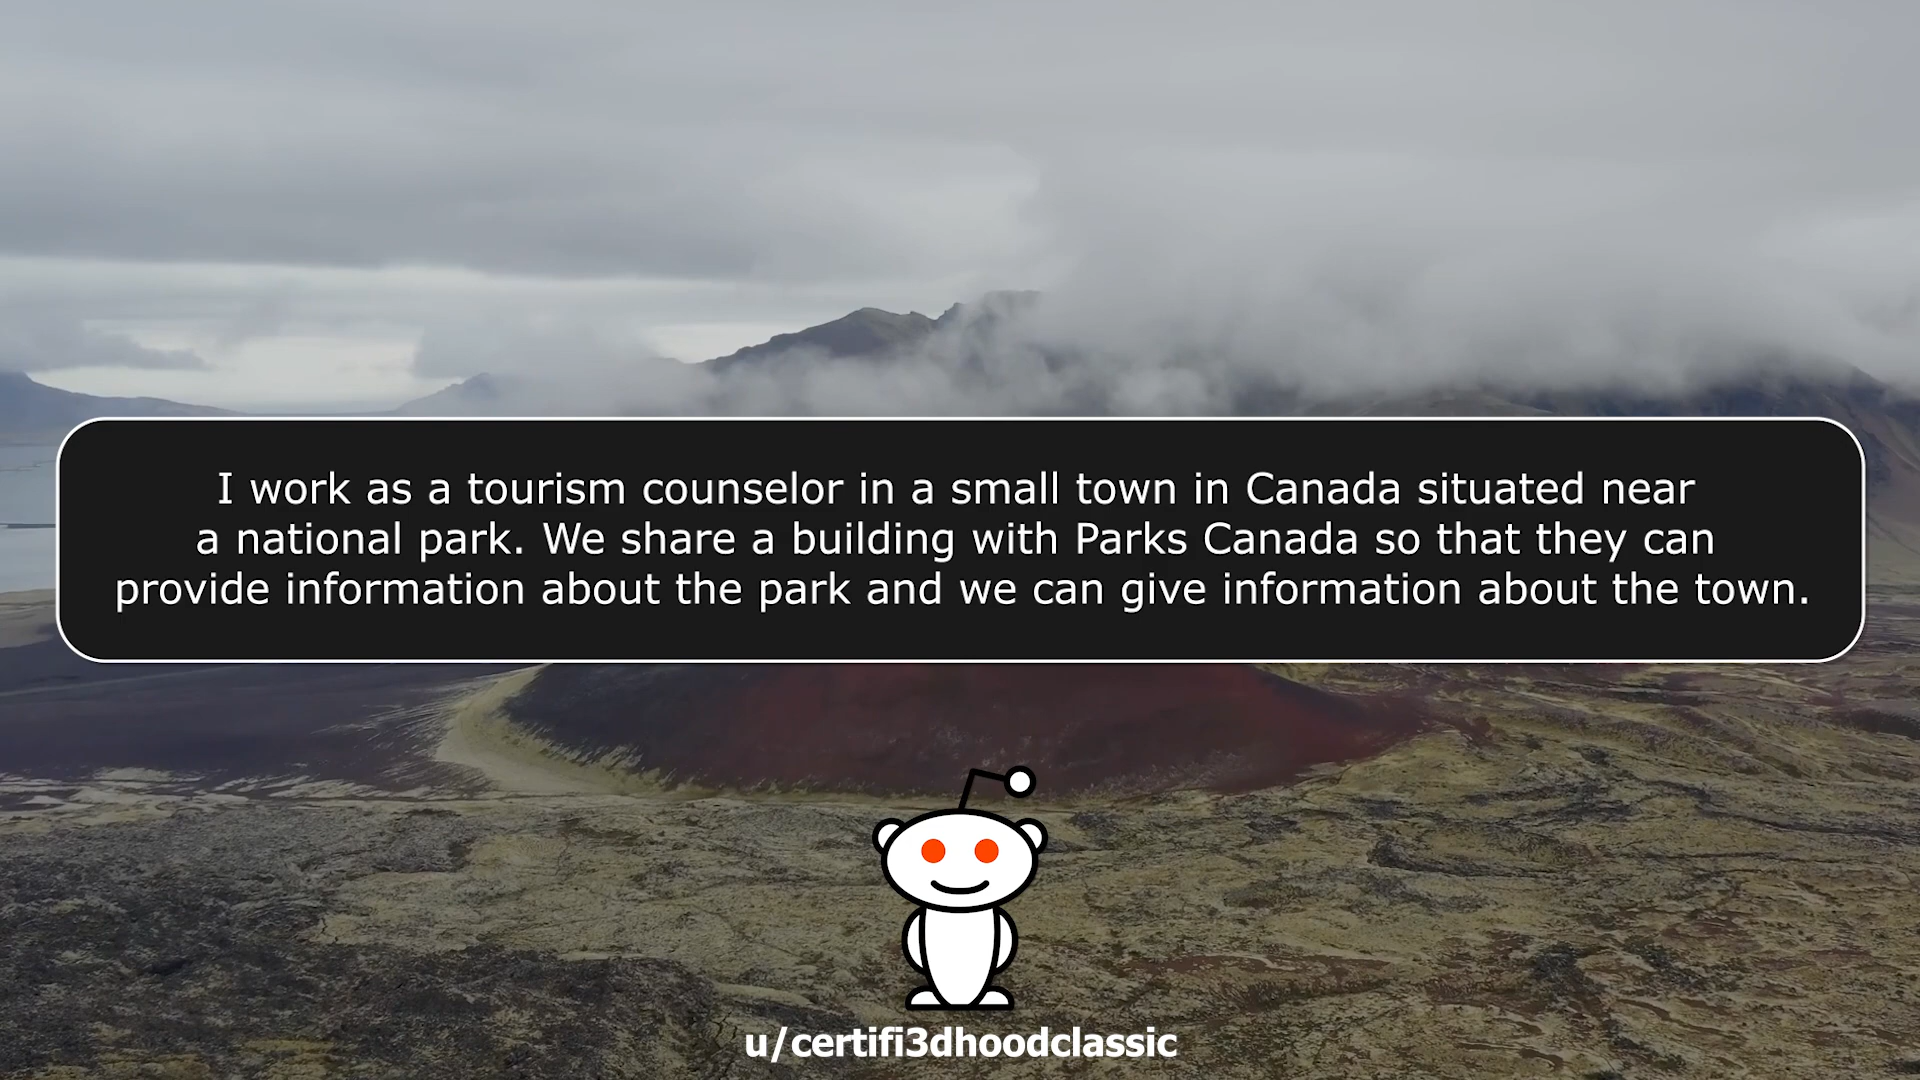 I work as a tourism counselor in a small town in Canada situated near
a national park. We share a building with Parks Canada so that they can
provide information about the park and we can give information about the town.
u/certifi3dhoodclassic